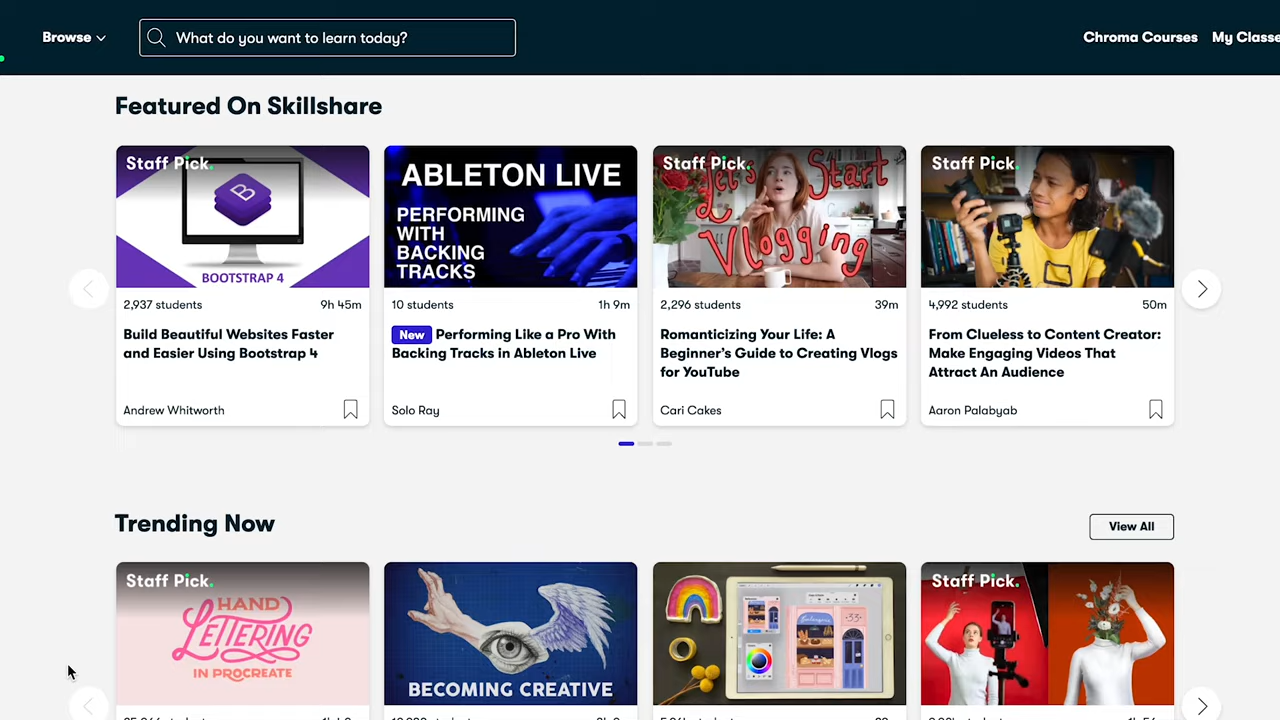 Browse
What do you want to learn today?
Chroma Courses
My Classe
Featured On Skillshare
Staff Pick.
BOOTSTRAP 4
2,937 students
9h 45m
Build Beautiful Websites Faster
and Easier Using Bootstrap 4
Andrew Whitworth
ABLETON LIVE
PERFORMING
WITH
BACKING
TRACKS
10 students
1h 9m
New Performing Like a Pro With
Backing Tracks in Ableton Live
Solo Ray
Staff Pick.
Let's Start
Vlogging
2,296 students
39m
Romanticizing Your Life: A
Beginner's Guide to Creating Vlogs
for YouTube
Cari Cakes
Staff Pick.
4,992 students
50m
From Clueless to Content Creator:
Make Engaging Videos That
Attract An Audience
Aaron Palabyab
Trending Now
View All
Staff Pick.
HAND
LETTERING
IN PROCREATE
BECOMING CREATIVE
33
Staff Pick.